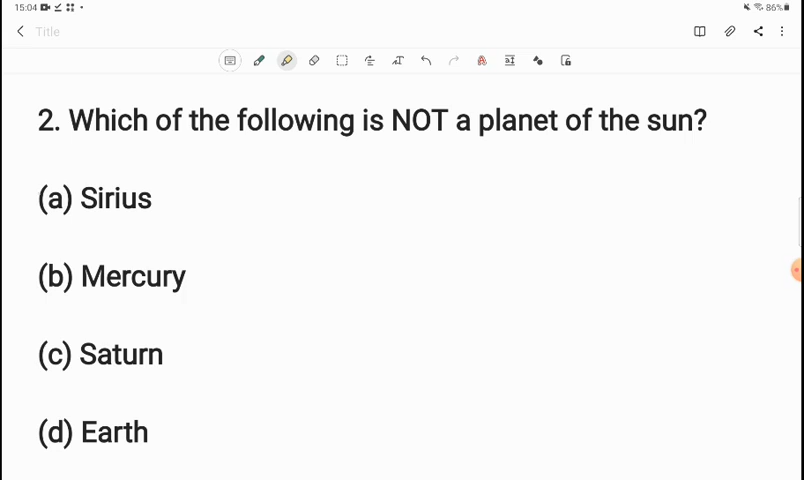 15:04
86%
Title
2. Which of the following is NOT a planet of the sun?
(a) Sirius
(b) Mercury
(c) Saturn
(d) Earth